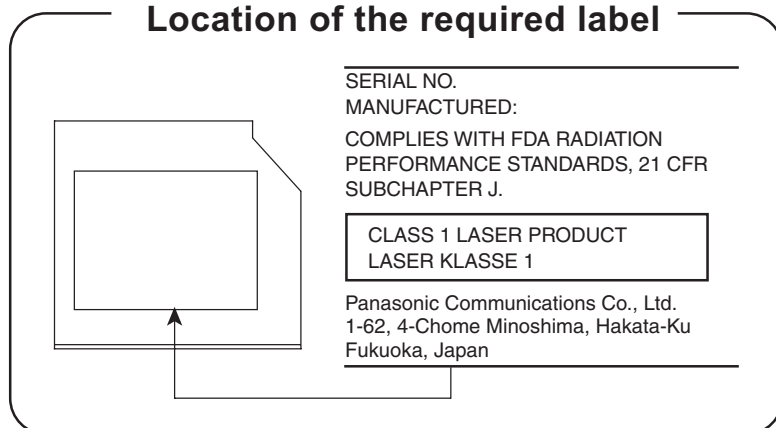 Location of the required label
SERIAL NO.
MANUFACTURED:
COMPLIES WITH FDA RADIATION
PERFORMANCE STANDARDS, 21 CFR
SUBCHAPTER J.
CLASS 1 LASER PRODUCT
LASER KLASSE 1
Panasonic Communications Co., Ltd.
1-62, 4-Chome Minoshima, Hakata-Ku
Fukuoka, Japan